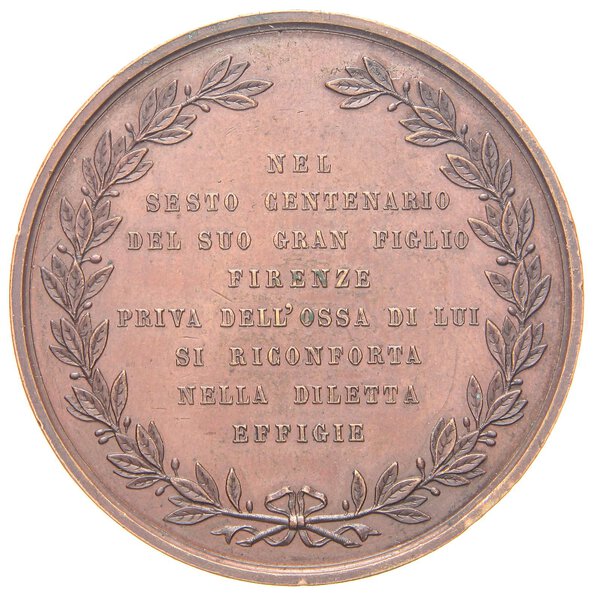 NEL
SESTO CENTENARIO
DEL SUO GRAN FIGLIO
FIRENZE
PRIVA DELL'OSSA DI LUI
SI RICONFORTA
NELLA DILETTA
EFFIGIE